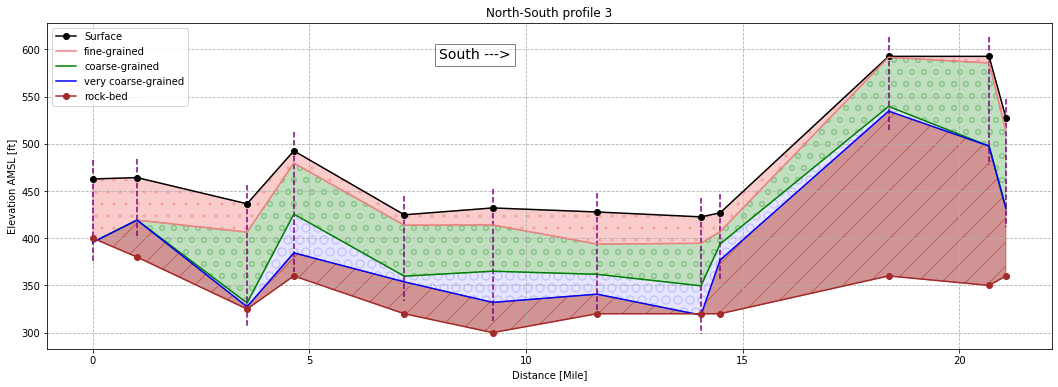 North-South profile 3
Surface
fine-grained
coarse-grained
very coarse-grained
rock-bed
South --->
600
550
500
450
400
350
300
Elevation AMSL [ft]
0 5 10 15 20
Distance [Mile]